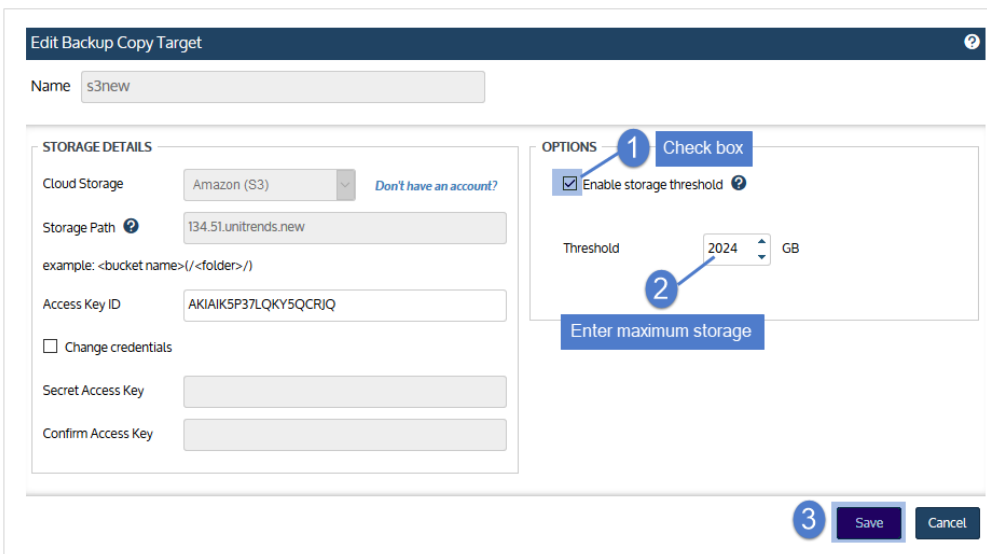 Edit Backup Copy Target
?
Name s3new
STORAGE DETAILS
Cloud Storage Amazon (S3) Don't have an account?
Storage Path ? 134.51.unitrends.new
example: <bucket name>(/<folder>/)
Access Key ID AKIAIK5P37LQKY5QCRJQ
Change credentials
Secret Access Key
Confirm Access Key
OPTIONS
1 Check box
Enable storage threshold ?
Threshold 2024 GB
2
Enter maximum storage
3 Save Cancel